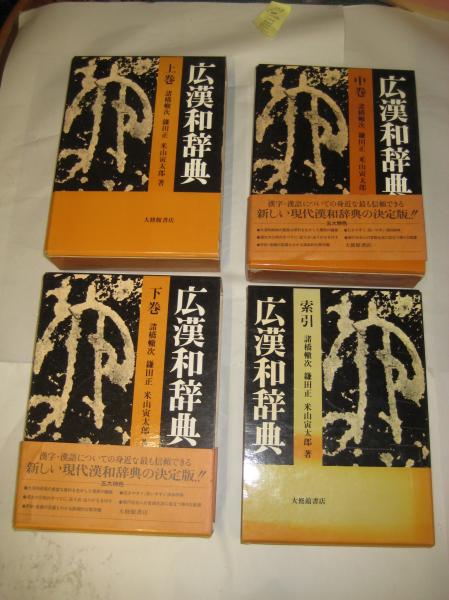 広漢和辞典
上巻
諸橋轍次 鎌田正 米山寅太郎 著
大修館書店
広漢和辞典
中巻
諸橋轍次 鎌田正 米山寅太郎
漢字・漢語についての身近な最も信頼できる
新しい現代漢和辞典の決定版!!
五大特色
大修館書店
広漢和辞典
下巻
諸橋轍次 鎌田正 米山寅太郎
漢字・漢語についての身近な最も信頼できる
新しい現代漢和辞典の決定版!!
五大特色
大修館書店
広漢和辞典
索引
諸橋轍次 鎌田正 米山寅太郎 著
大修館書店